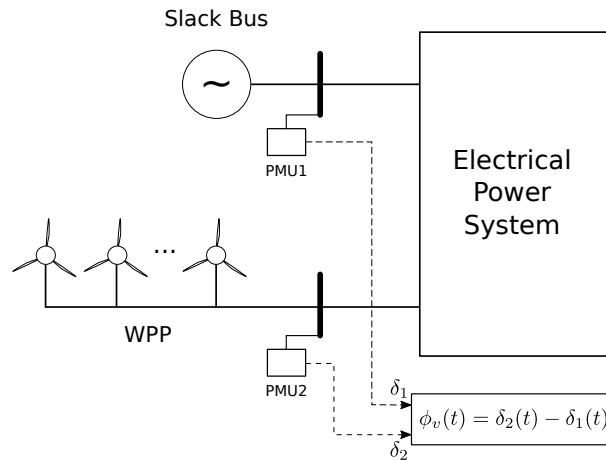 Slack Bus
~
PMU1
Electrical
Power
System
...
WPP
PMU2
δ₁
ϕᵥ(t) = δ₂(t) − δ₁(t)
δ₂